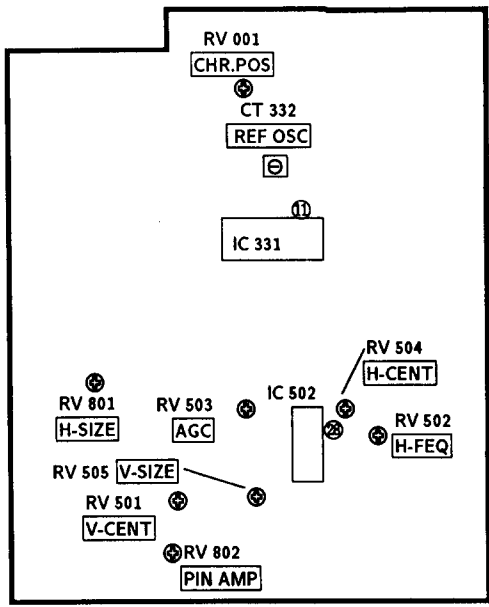 RV 001
CHR.POS
CT 332
REF OSC
11
IC 331
RV 504
H-CENT
RV 801
H-SIZE
RV 503
AGC
IC 502
28
RV 502
H-FEQ
RV 505 V-SIZE
RV 501
V-CENT
RV 802
PIN AMP